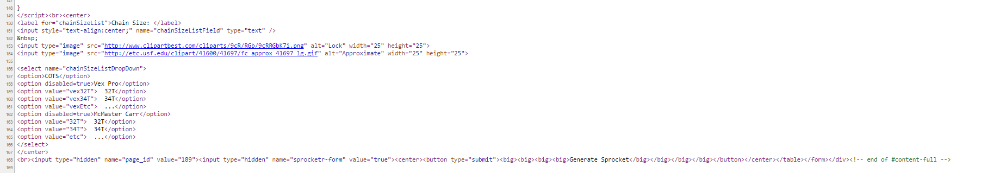 147
148 }
149 </script><br><center>
150 <label for="chainSizeList">Chain Size: </label>
151 <input style="text-align:center;" name="chainSizeListField" type="text" />
152 &nbsp;
153 <input type="image" src="http://www.clipartbest.com/cliparts/9cR/RGb/9cRRGbK7i.png" alt="Lock" width="25" height="25">
154 <input type="image" src="http://etc.usf.edu/clipart/41600/41697/fc_approx_41697_lg.gif" alt="Approximate" width="25" height="25">
155
156 <select name="chainSizeListDropDown">
157 <option>COTS</option>
158 <option disabled=true>Vex Pro</option>
159 <option value="vex32T">  32T</option>
160 <option value="vex34T">  34T</option>
161 <option value="vexEtc">  ...</option>
162 <option disabled=true>McMaster Carr</option>
163 <option value="32T">  32T</option>
164 <option value="34T">  34T</option>
165 <option value="etc">  ...</option>
166 </select>
167 </center>
168 <br><input type="hidden" name="page_id" value="189"><input type="hidden" name="sprocketr-form" value="true"><center><button type="submit"><big><big><big><big>Generate Sprocket</big></big></big></big></button></center></table></form></div><!-- end of #content-full -->
169